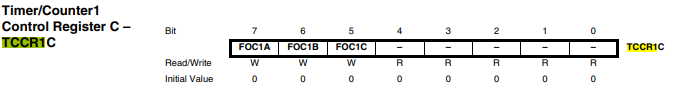 Timer/Counter1
Control Register C –
TCCR1C
Bit 7 6 5 4 3 2 1 0
FOC1A FOC1B FOC1C – – – – – TCCR1C
Read/Write W W W R R R R R
Initial Value 0 0 0 0 0 0 0 0